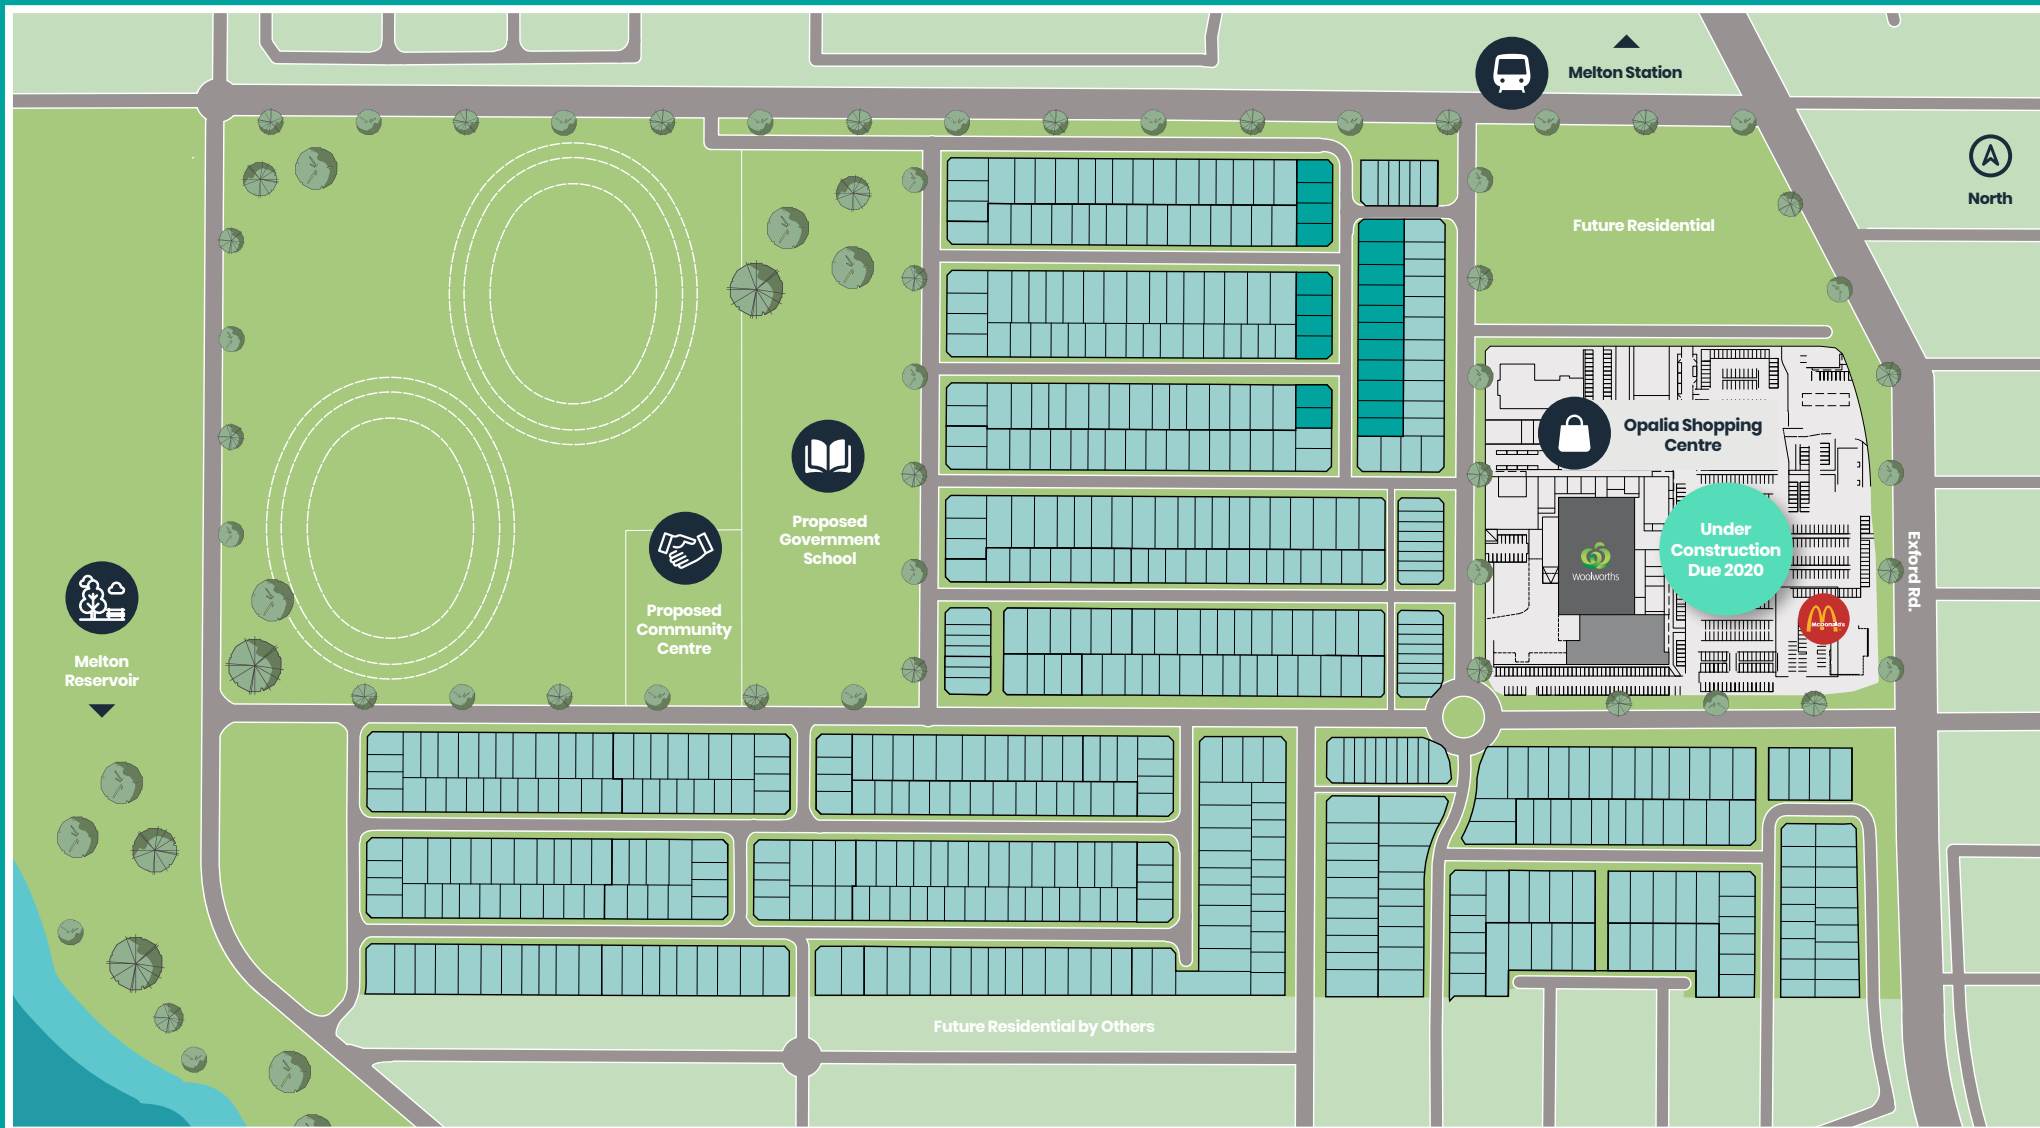 Melton Station
North
Future Residential
Opalia Shopping
Centre
Proposed
Government
School
Under
Construction
Due 2020
Exford Rd.
woolworths
Proposed
Community
Centre
McDonald's
Melton
Reservoir
Future Residential by Others